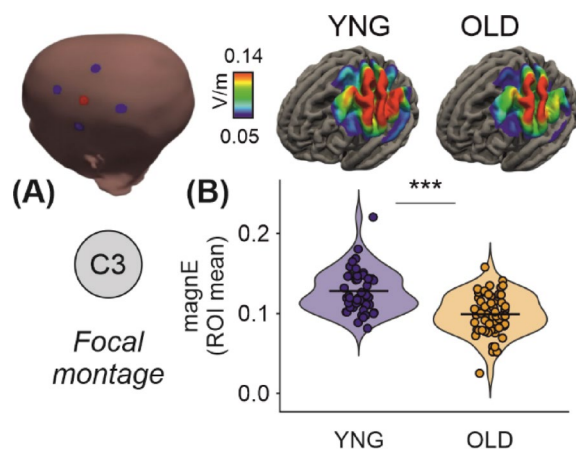 YNG OLD
0.14
V/m
0.05
(A)
(B)
***
C3
Focal
montage
magnE
(ROI mean)
0.2
0.1
0.0
YNG OLD